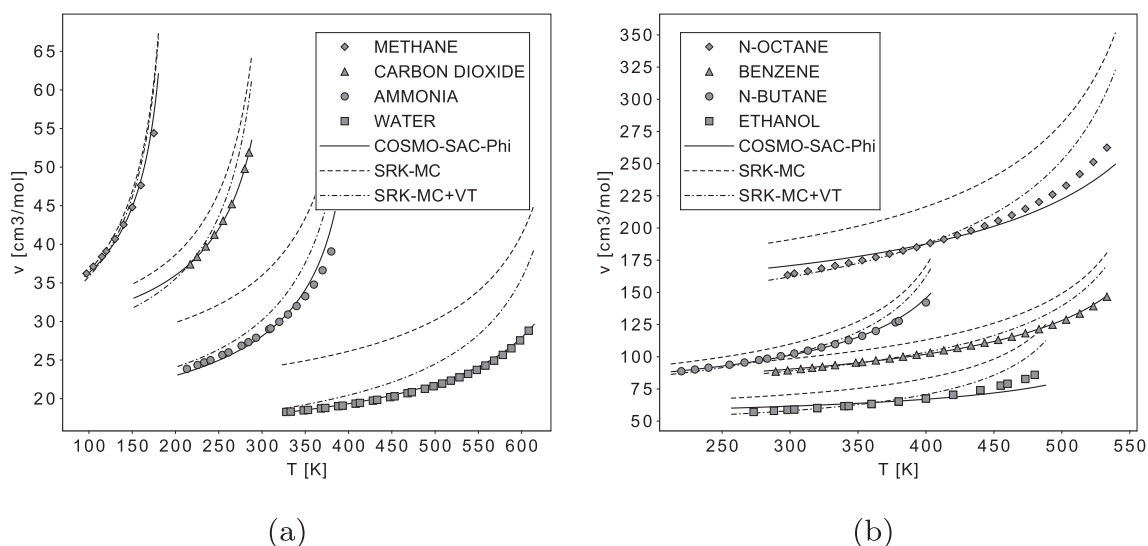 65
60
55
50
45
40
35
30
25
20
v [cm3/mol]
METHANE
CARBON DIOXIDE
AMMONIA
WATER
COSMO-SAC-Phi
SRK-MC
SRK-MC+VT
100 150 200 250 300 350 400 450 500 550 600
T [K]
(a)
350
325
300
275
250
225
200
175
150
125
100
75
50
v [cm3/mol]
N-OCTANE
BENZENE
N-BUTANE
ETHANOL
COSMO-SAC-Phi
SRK-MC
SRK-MC+VT
250 300 350 400 450 500 550
T [K]
(b)